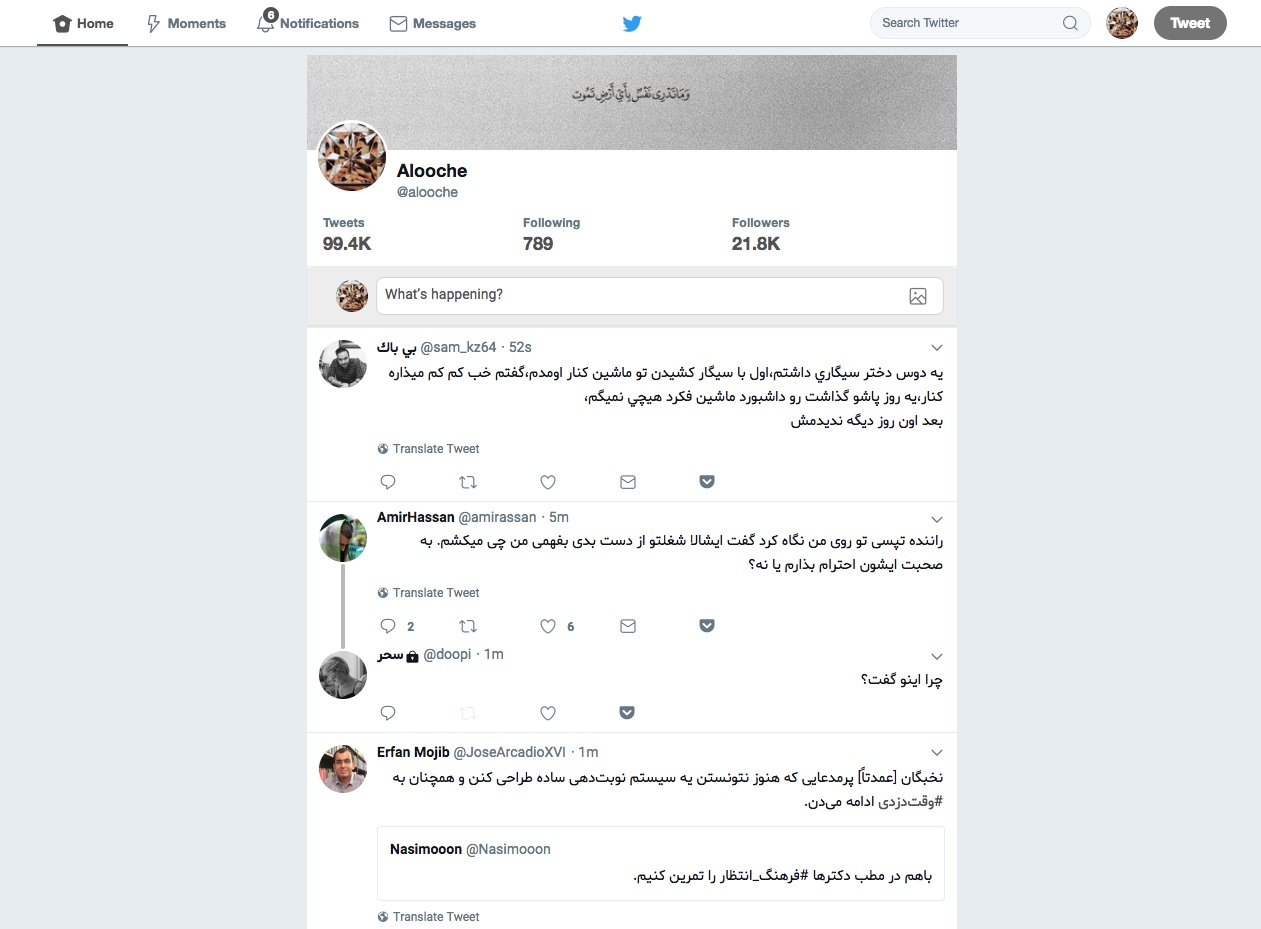 Home
Moments
6
Notifications
Messages
Search Twitter
Tweet
وَمَا تَدْرِی نَفْسٌ بِأَيِّ أَرْضٍ تَمُوت
Alooche
@alooche
Tweets
Following
Followers
99.4K
789
21.8K
What's happening?
بي باك @sam_kz64 · 52s
يه دوس دختر سيگاري داشتم،اول با سيگار كشيدن تو ماشين كنار اومدم،گفتم خب كم كم ميذاره
كنار،يه روز پاشو گذاشت رو داشبورد ماشين فكرد هيچي نميگم،
بعد اون روز ديگه نديدمش
Translate Tweet
AmirHassan @amirassan · 5m
راننده تپسی تو روی من نگاه کرد گفت ایشالا شغلتو از دست بدی بفهمی من چی میکشم. به
صحبت ایشون احترام بذارم یا نه؟
Translate Tweet
2
6
سحر @doopi · 1m
چرا اینو گفت؟
Erfan Mojib @JoseArcadioXVI · 1m
نخبگان [عمدتاً] پرمدعایی که هنوز نتونستن یه سیستم نوبت‌دهی ساده طراحی کنن و همچنان به
#وقت‌دزدی ادامه می‌دن.
Nasimooon @Nasimooon
باهم در مطب دکترها #فرهنگ_انتظار را تمرین کنیم.
Translate Tweet